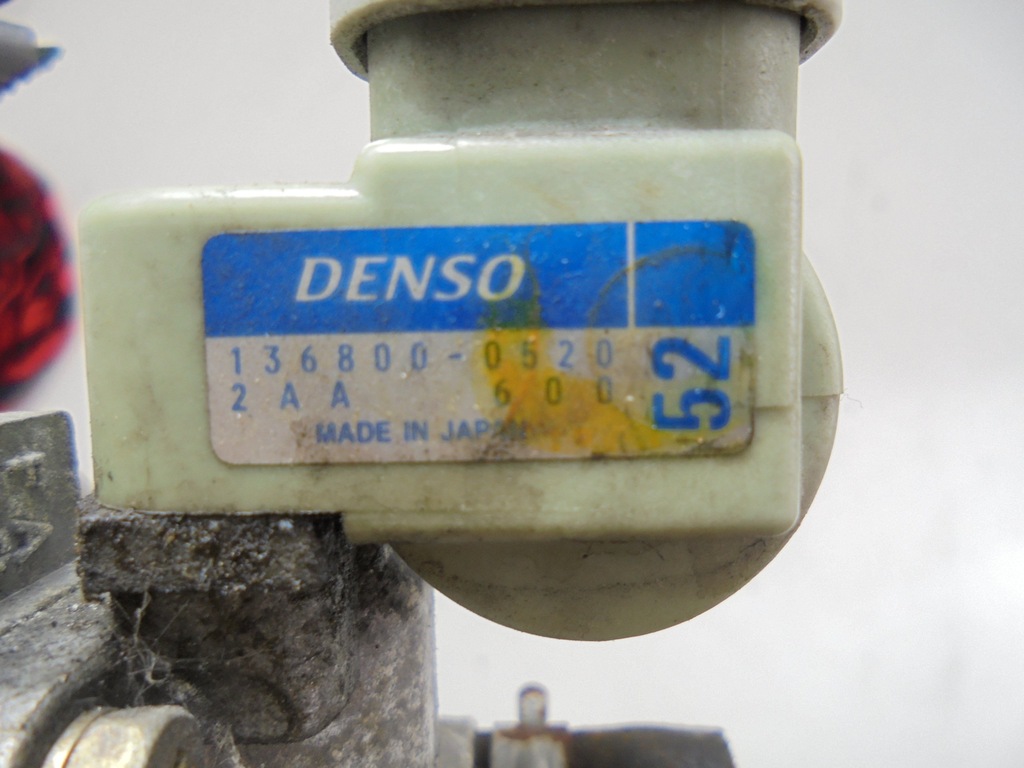 DENSO
136800-0520
2AA 600
MADE IN JAPAN
52